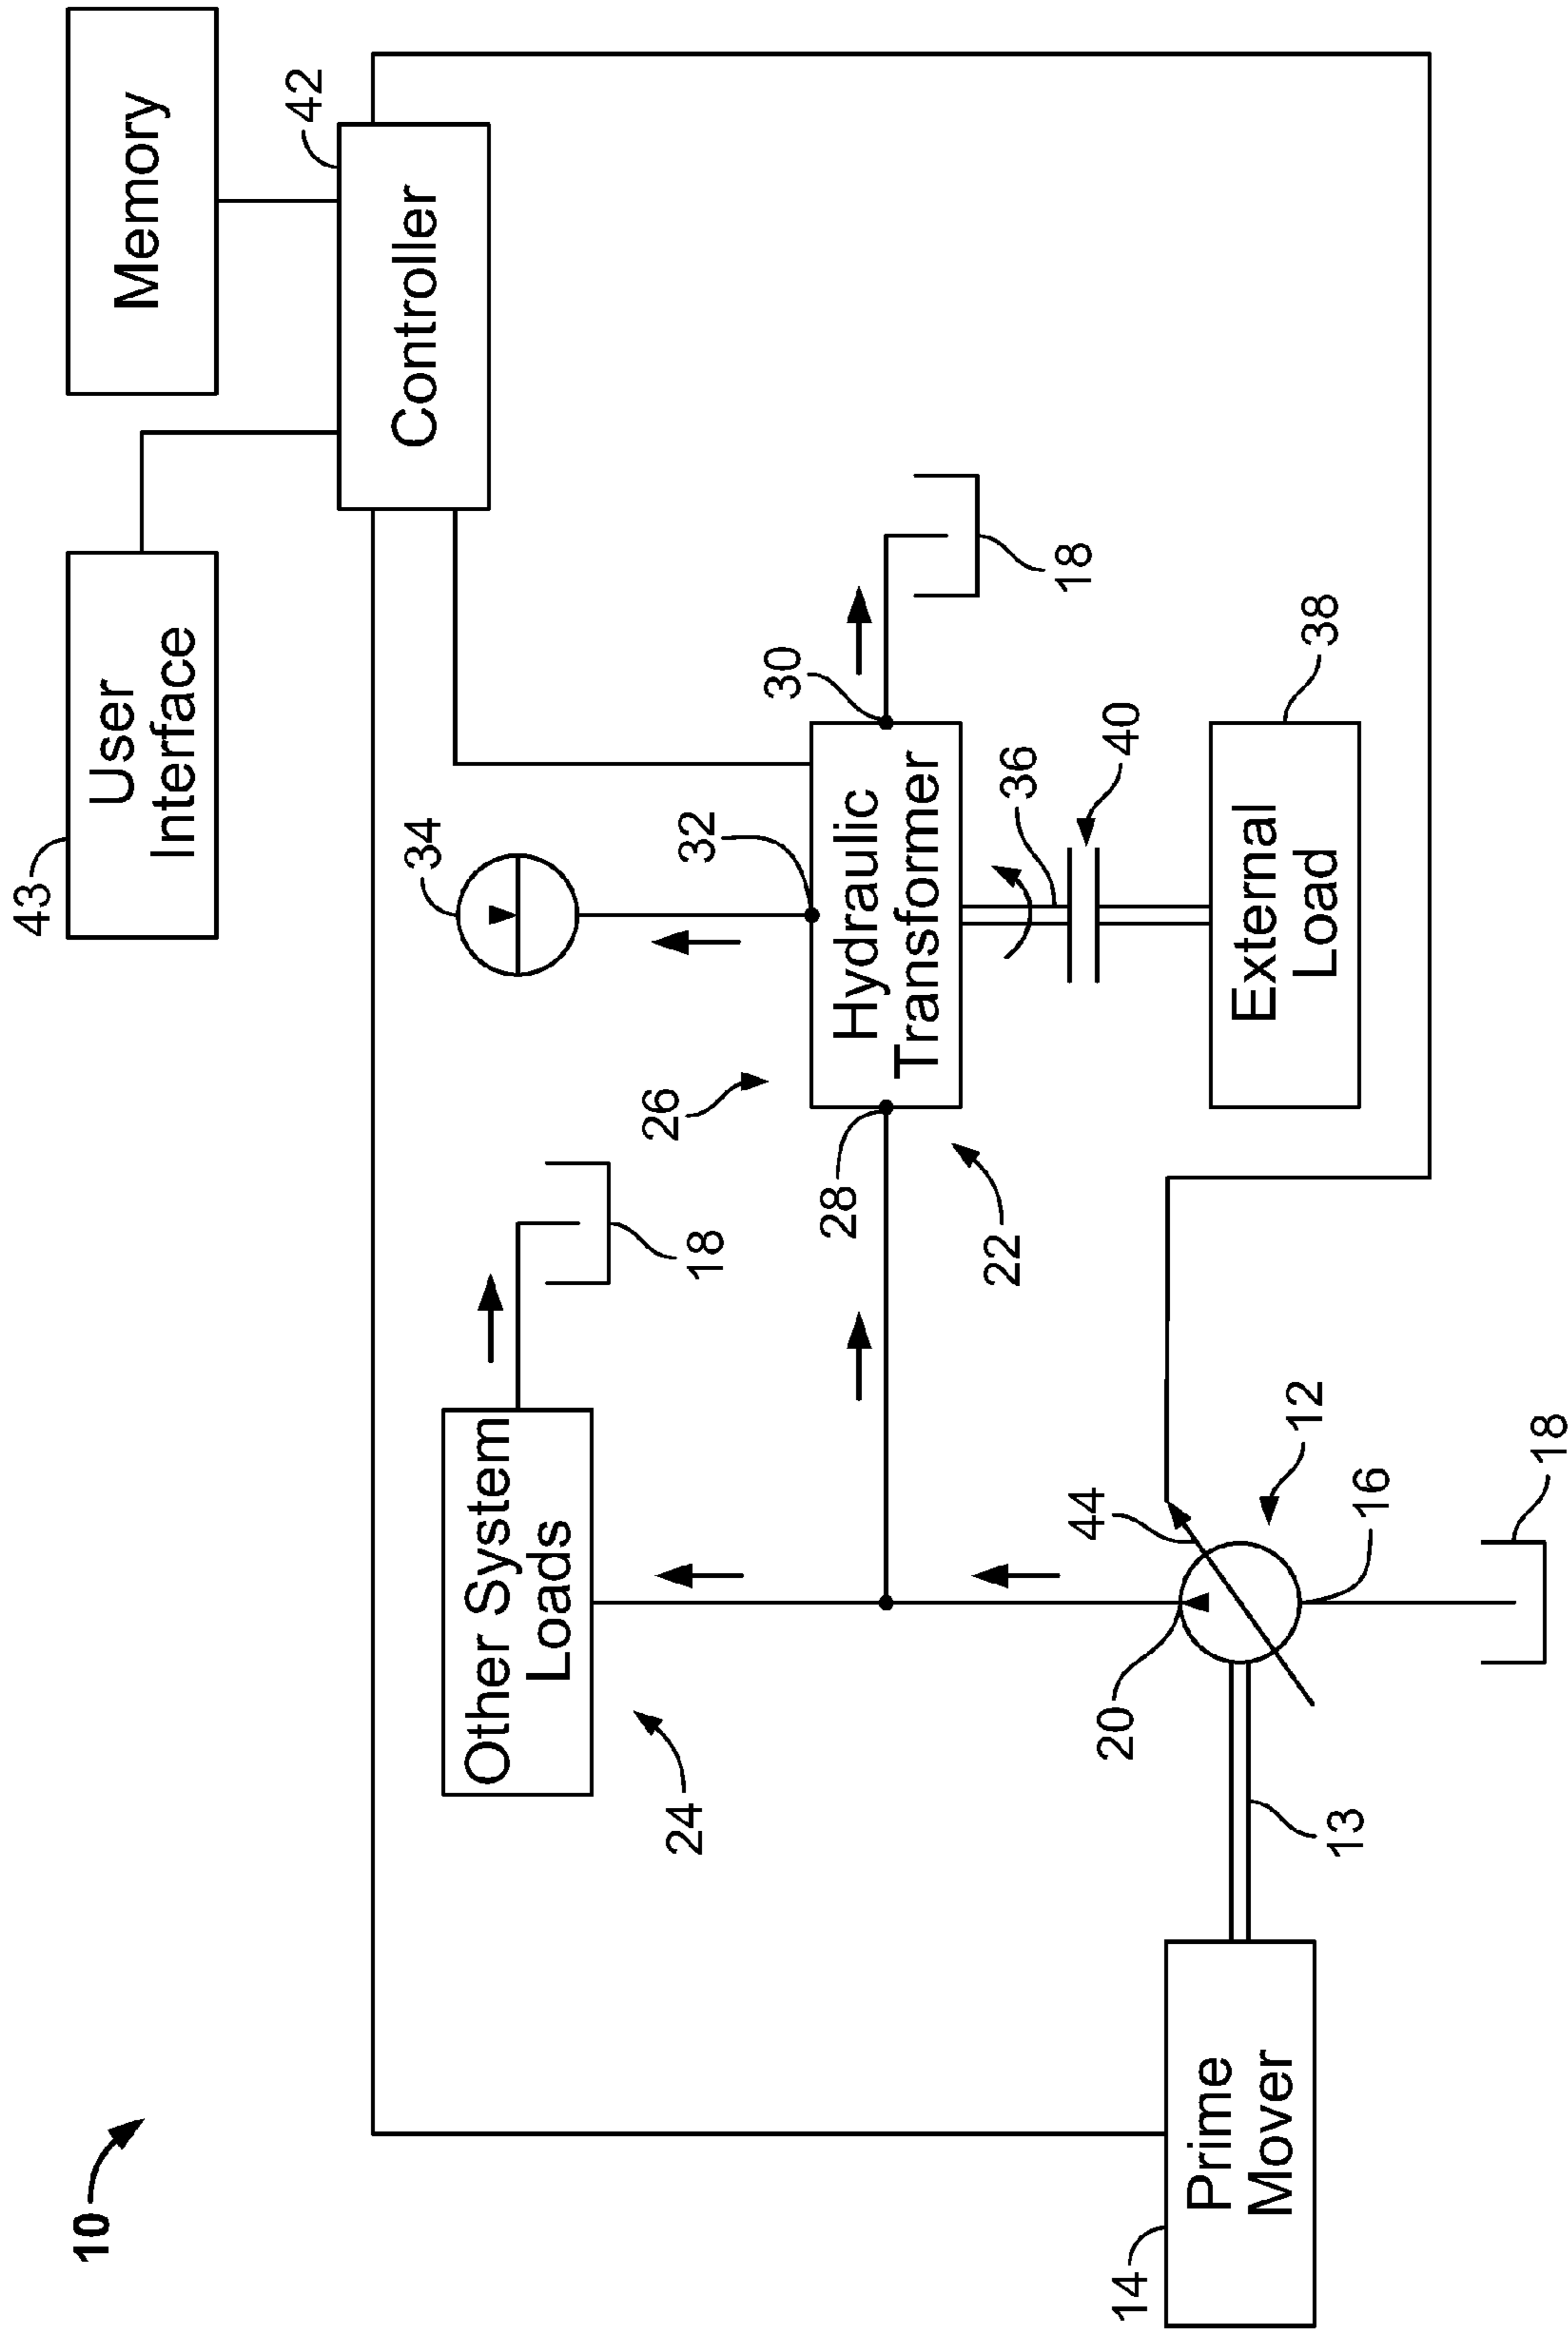 10
43
User
Interface
Memory
42
Controller
34
Other System
Loads
24
18
26
32
30
Hydraulic
Transformer
28
22
18
36
40
External
Load
38
44
20
12
16
18
13
14
Prime
Mover